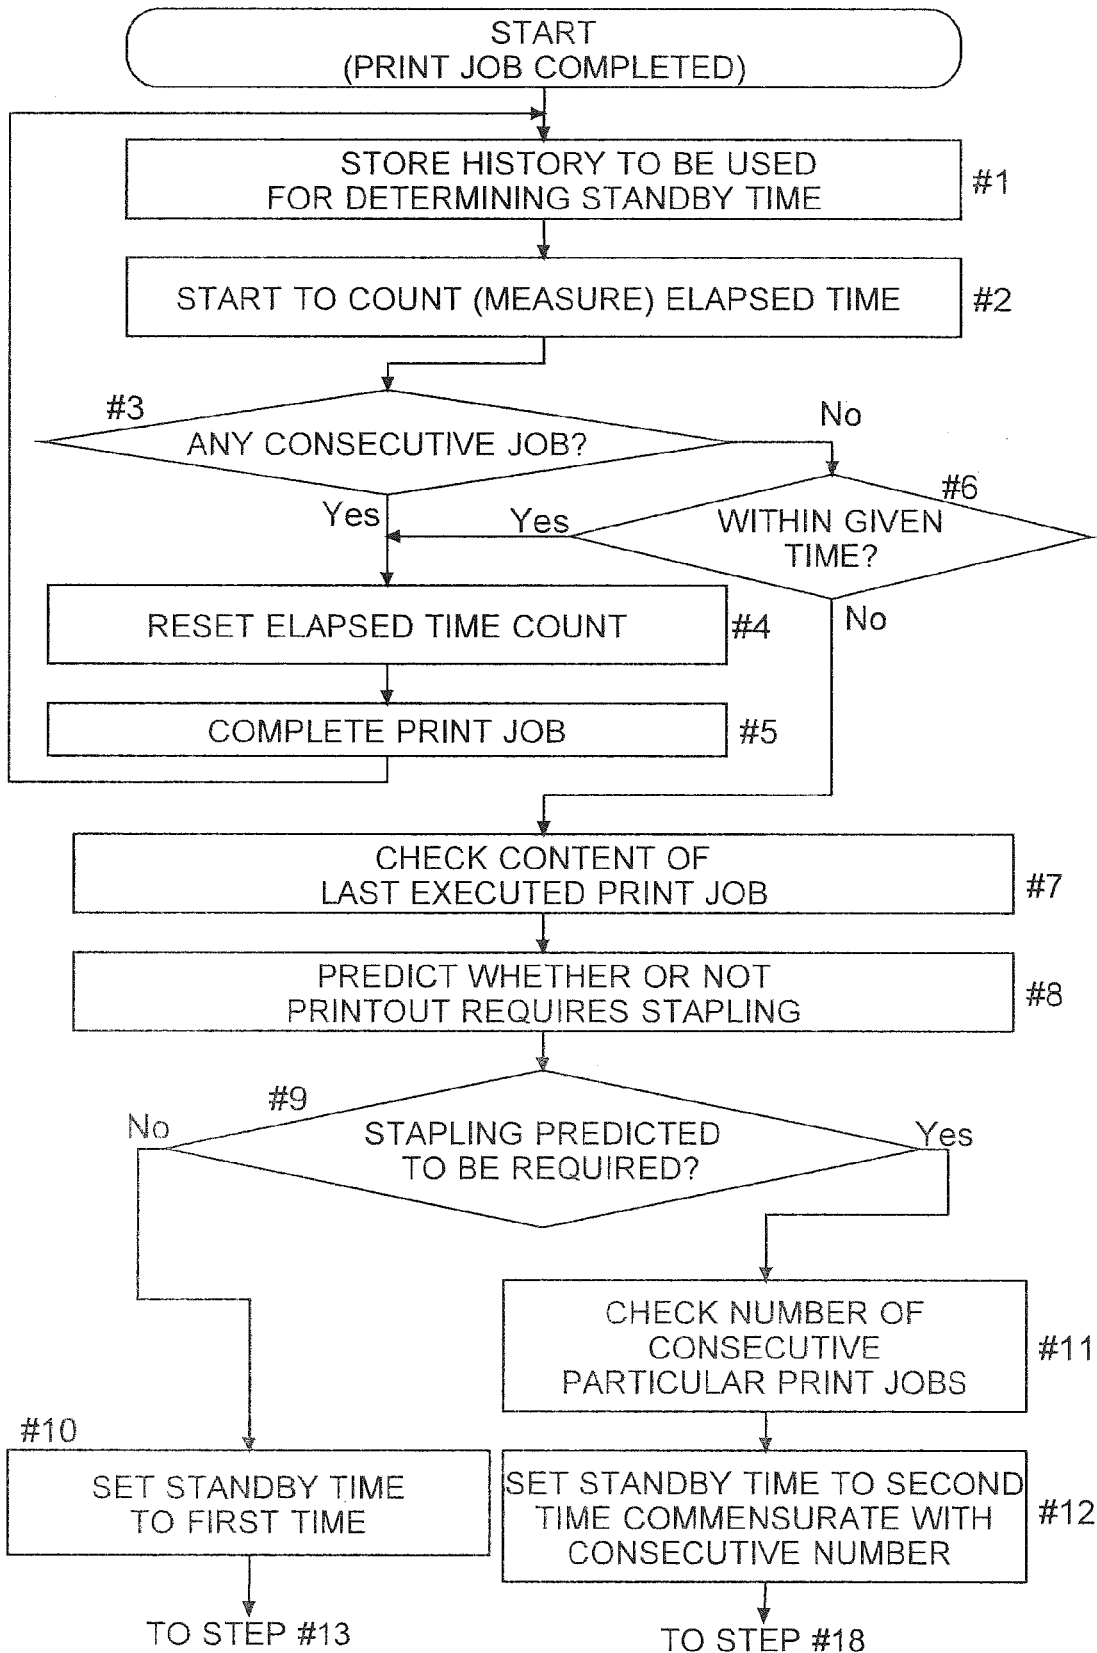 START
(PRINT JOB COMPLETED)
STORE HISTORY TO BE USED
FOR DETERMINING STANDBY TIME
#1
START TO COUNT (MEASURE) ELAPSED TIME
#2
#3
ANY CONSECUTIVE JOB?
No
#6
Yes
Yes
WITHIN GIVEN
TIME?
No
RESET ELAPSED TIME COUNT
#4
COMPLETE PRINT JOB
#5
CHECK CONTENT OF
LAST EXECUTED PRINT JOB
#7
PREDICT WHETHER OR NOT
PRINTOUT REQUIRES STAPLING
#8
#9
No
STAPLING PREDICTED
TO BE REQUIRED?
Yes
CHECK NUMBER OF
CONSECUTIVE
PARTICULAR PRINT JOBS
#11
#10
SET STANDBY TIME
TO FIRST TIME
SET STANDBY TIME TO SECOND
TIME COMMENSURATE WITH
CONSECUTIVE NUMBER
#12
TO STEP #13
TO STEP #18